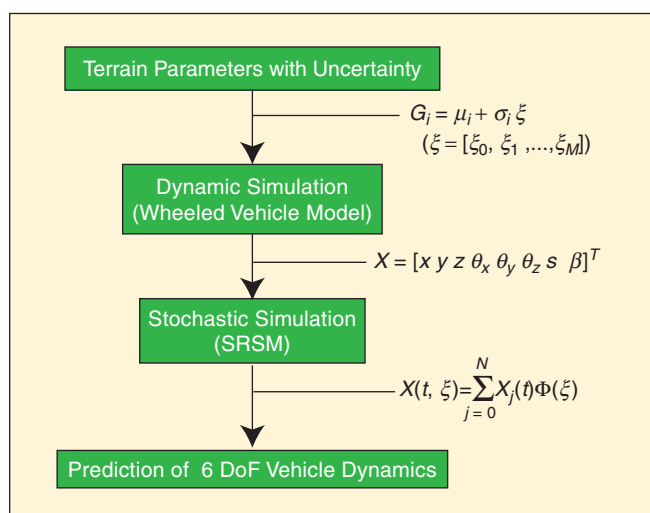 Terrain Parameters with Uncertainty
G_i = μ_i + σ_i ξ
(ξ = [ξ_0, ξ_1 ,...,ξ_M])
Dynamic Simulation
(Wheeled Vehicle Model)
X = [x y z θ_x θ_y θ_z s β]^T
Stochastic Simulation
(SRSM)
X(t, ξ)=∑_{j = 0}^{N} X_j(t)Φ(ξ)
Prediction of 6 DoF Vehicle Dynamics